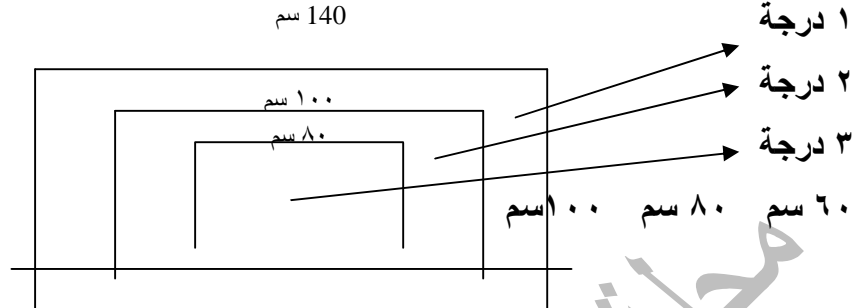 140 سم
١ درجة
٢ درجة
١٠٠ سم
٨٠ سم
٣ درجة
٦٠ سم ٨٠ سم ١٠٠سم